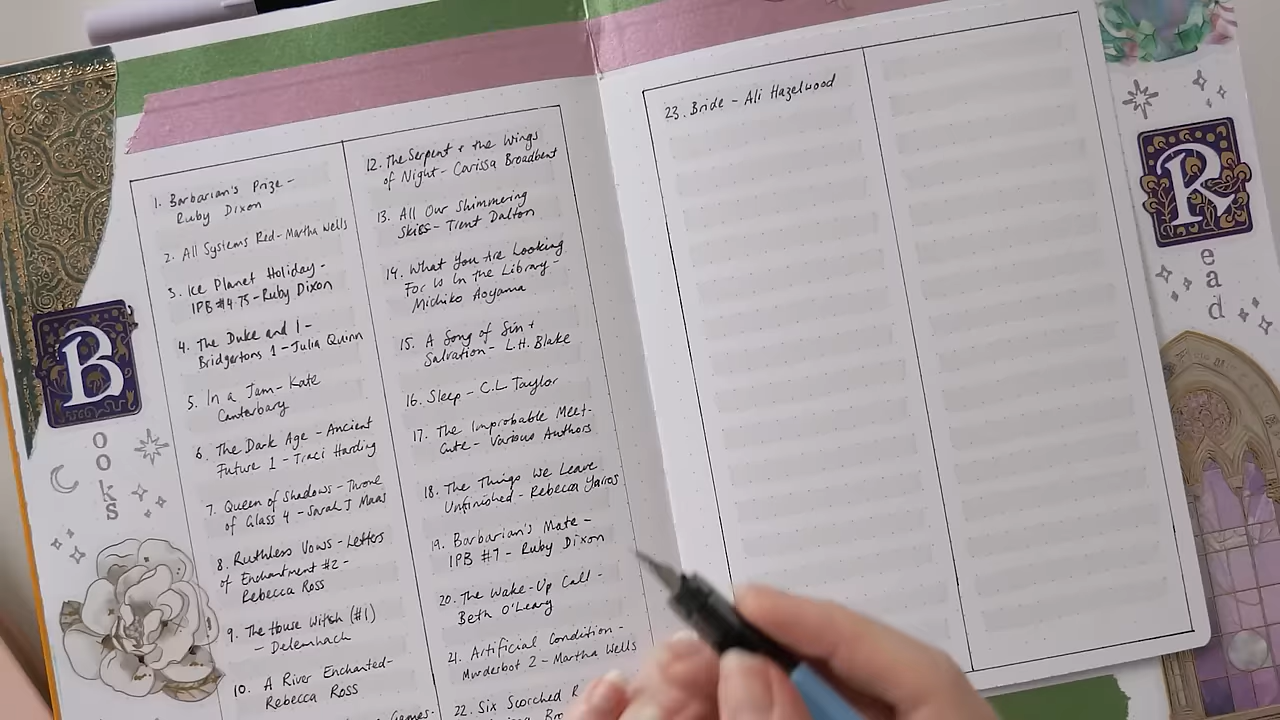 B
o
o
k
s
1. Barbarian's Prize -
Ruby Dixon
2. All Systems Red - Martha Wells
3. Ice Planet Holiday -
IPB #4.75 - Ruby Dixon
4. The Duke and I -
Bridgertons 1 - Julia Quinn
5. In a Jam - Kate
Canterbary
6. The Dark Age - Ancient
Future 1 - Traci Harding
7. Queen of Shadows - Throne
of Glass 4 - Sarah J Maas
8. Ruthless Vows - Letters
of Enchantment #2 -
Rebecca Ross
9. The House Witch (#1)
- Delemhach
10. A River Enchanted -
Rebecca Ross
Games -
12. The Serpent + the Wings
of Night - Carissa Broadbent
13. All Our Shimmering
Skies - Trent Dalton
14. What You Are Looking
For Is In the Library -
Michiko Aoyama
15. A Song of Sin +
Salvation - L.H. Blake
16. Sleep - C.L Taylor
17. The Improbable Meet-
Cute - Various Authors
18. The Things We Leave
Unfinished - Rebecca Yarros
19. Barbarian's Mate -
IPB #7 - Ruby Dixon
20. The Wake-Up Call -
Beth O'Leary
21. Artificial Condition -
Murderbot 2 - Martha Wells
22. Six Scorched R
23. Bride - Ali Hazelwood
R
e
a
d